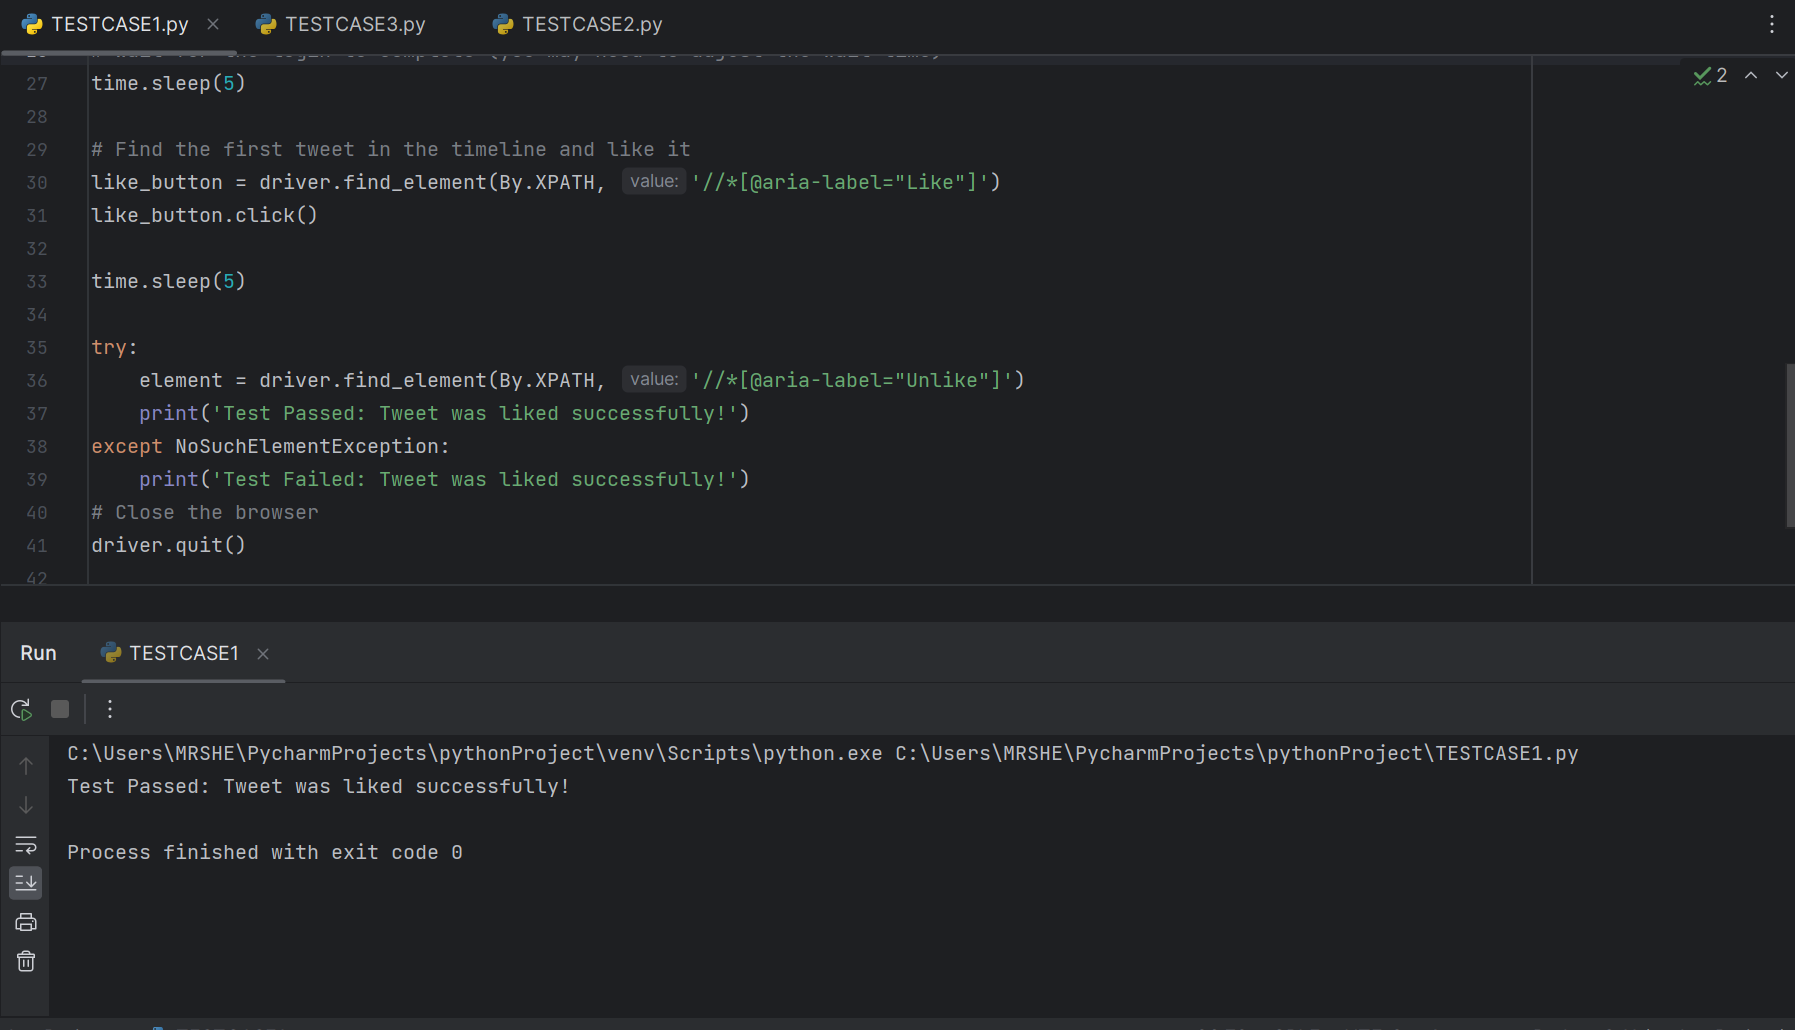 TESTCASE1.py
TESTCASE3.py
TESTCASE2.py
2
27 time.sleep(5)
28
29 # Find the first tweet in the timeline and like it
30 like_button = driver.find_element(By.XPATH, value: '//*[@aria-label="Like"]')
31 like_button.click()
32
33 time.sleep(5)
34
35 try:
36 element = driver.find_element(By.XPATH, value: '//*[@aria-label="Unlike"]')
37 print('Test Passed: Tweet was liked successfully!')
38 except NoSuchElementException:
39 print('Test Failed: Tweet was liked successfully!')
40 # Close the browser
41 driver.quit()
42
Run TESTCASE1
C:\Users\MRSHE\PycharmProjects\pythonProject\venv\Scripts\python.exe C:\Users\MRSHE\PycharmProjects\pythonProject\TESTCASE1.py
Test Passed: Tweet was liked successfully!
Process finished with exit code 0